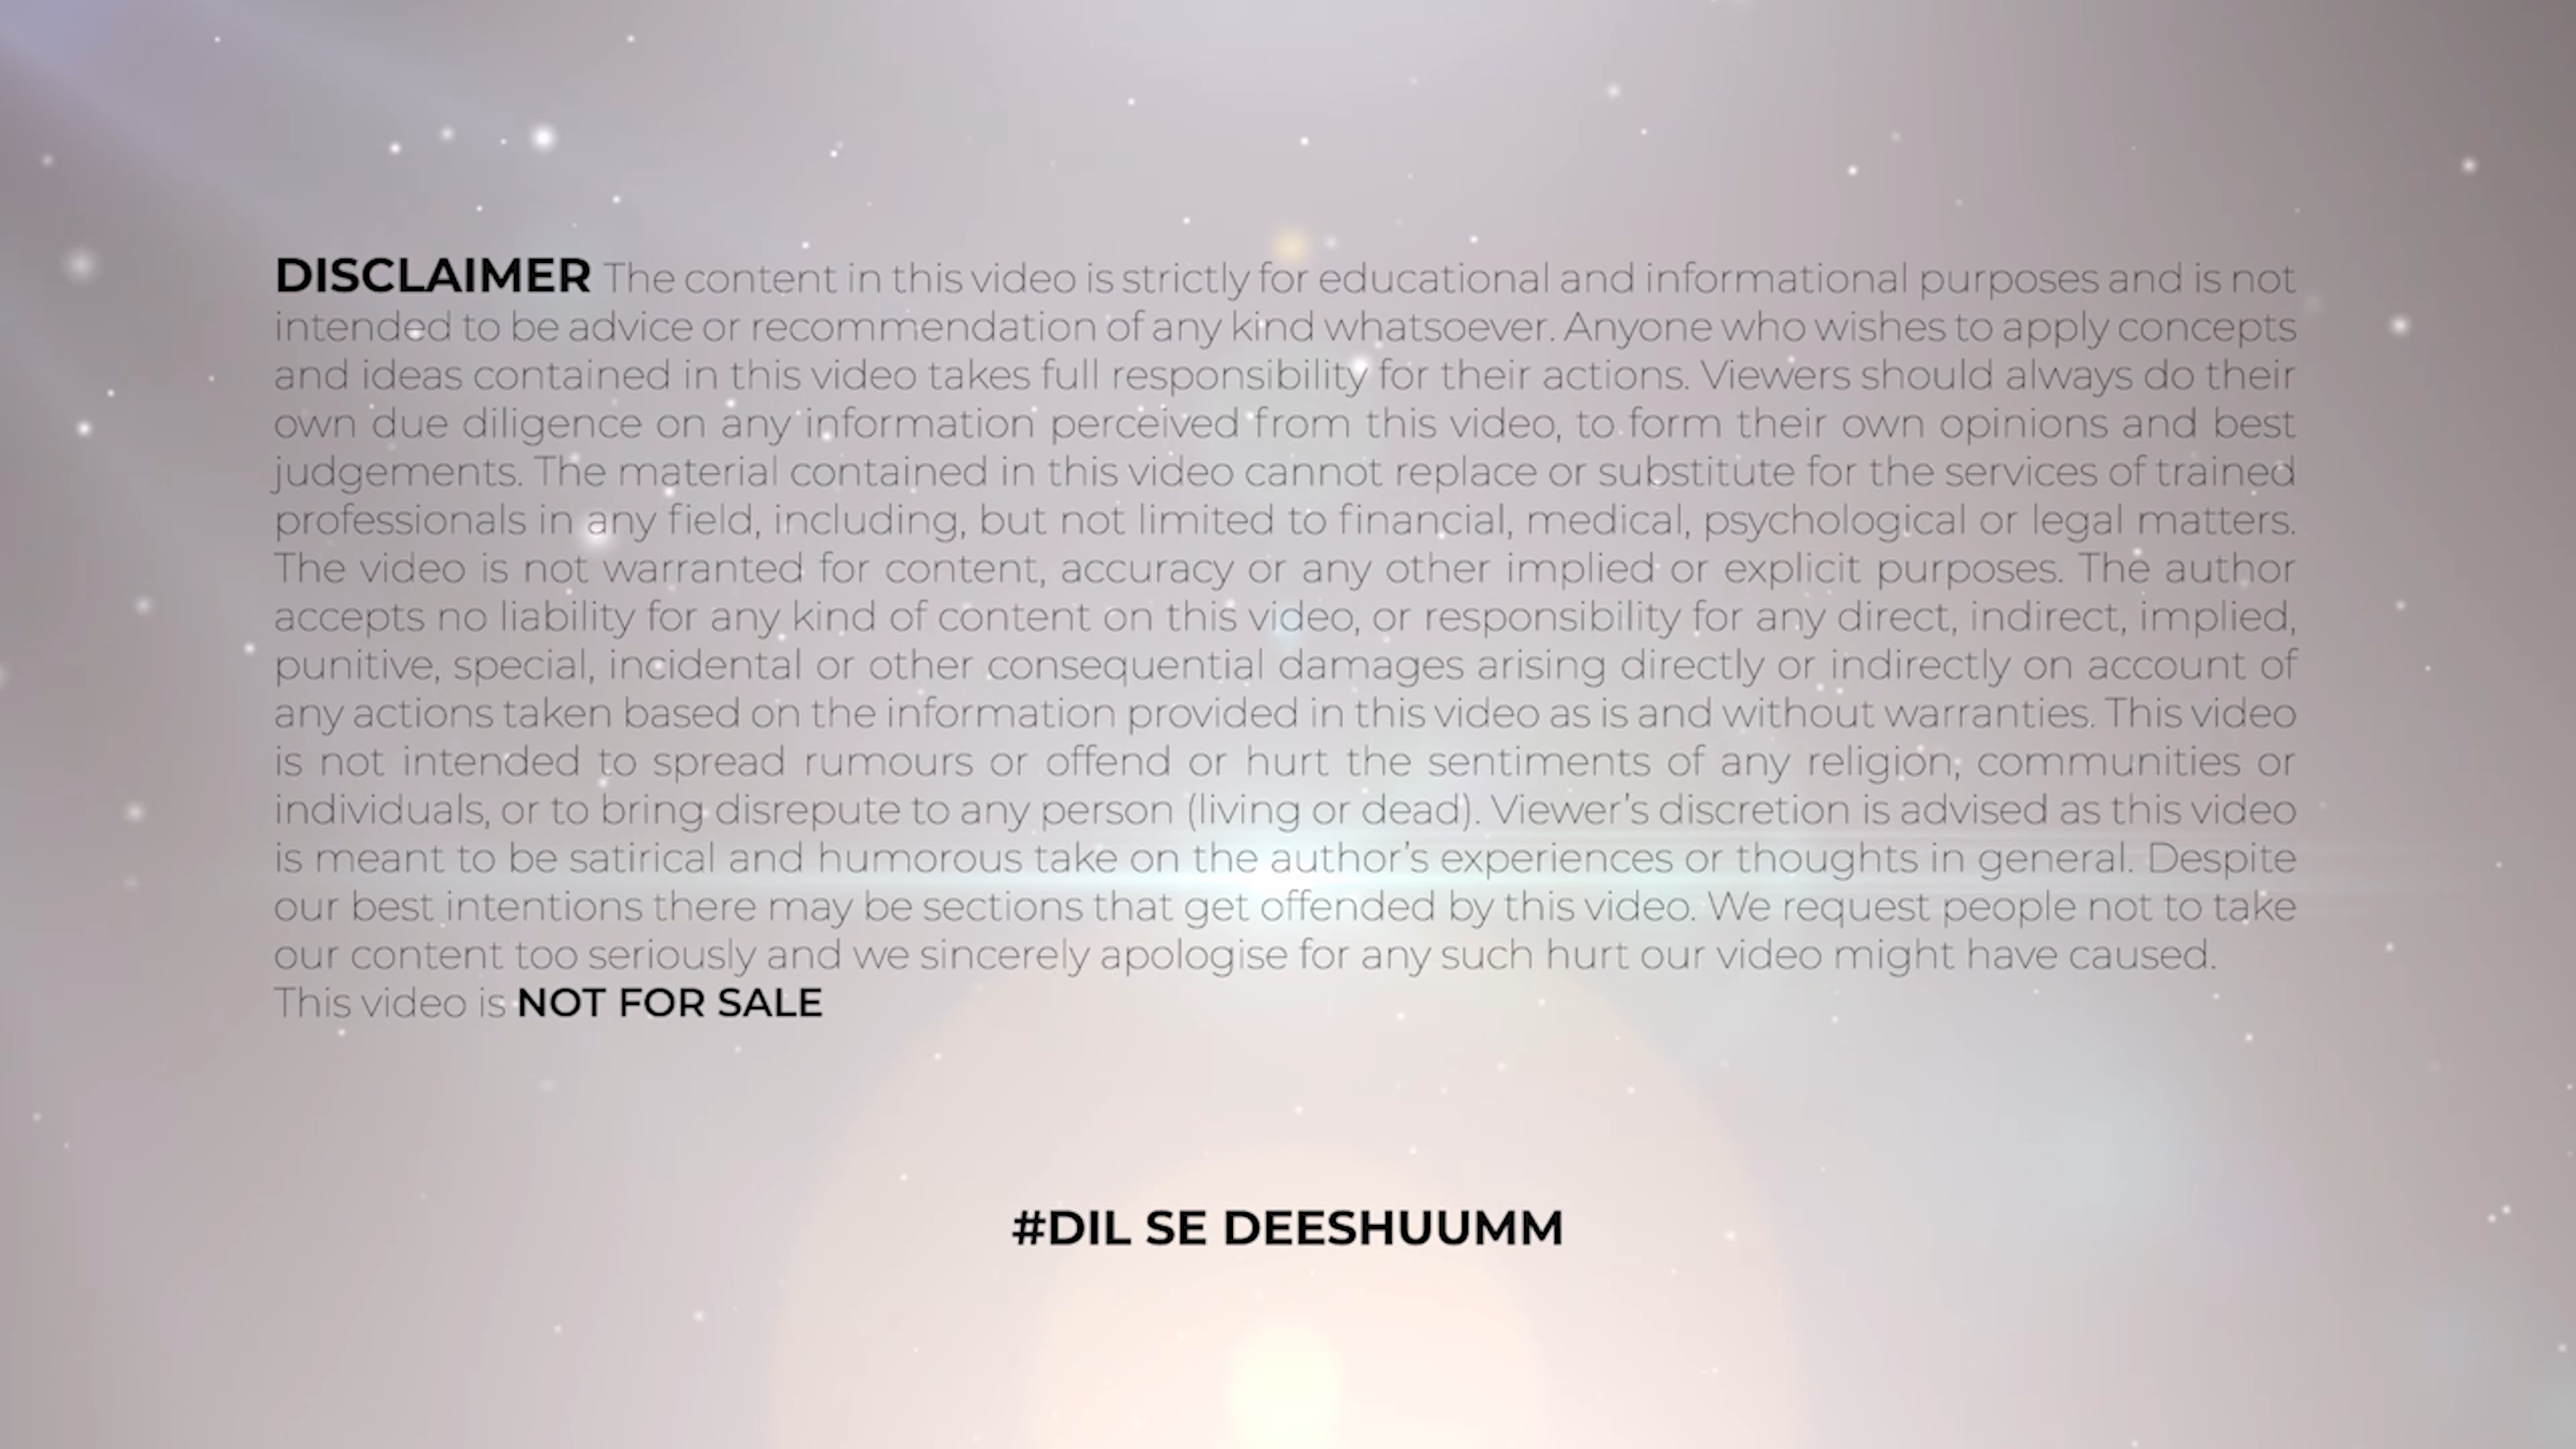 DISCLAIMER The content in this video is strictly for educational and informational purposes and is not
intended to be advice or recommendation of any kind whatsoever. Anyone who wishes to apply concepts
and ideas contained in this video takes full responsibility for their actions. Viewers should always do their
own due diligence on any information perceived from this video, to form their own opinions and best
judgements. The material contained in this video cannot replace or substitute for the services of trained
professionals in any field, including, but not limited to financial, medical, psychological or legal matters.
The video is not warranted for content, accuracy or any other implied or explicit purposes. The author
accepts no liability for any kind of content on this video, or responsibility for any direct, indirect, implied,
punitive, special, incidental or other consequential damages arising directly or indirectly on account of
any actions taken based on the information provided in this video as is and without warranties. This video
is not intended to spread rumours or offend or hurt the sentiments of any religion, communities or
individuals, or to bring disrepute to any person (living or dead). Viewer's discretion is advised as this video
is meant to be satirical and humorous take on the author's experiences or thoughts in general. Despite
our best intentions there may be sections that get offended by this video. We request people not to take
our content too seriously and we sincerely apologise for any such hurt our video might have caused.
This video is NOT FOR SALE
#DIL SE DEESHUUMM